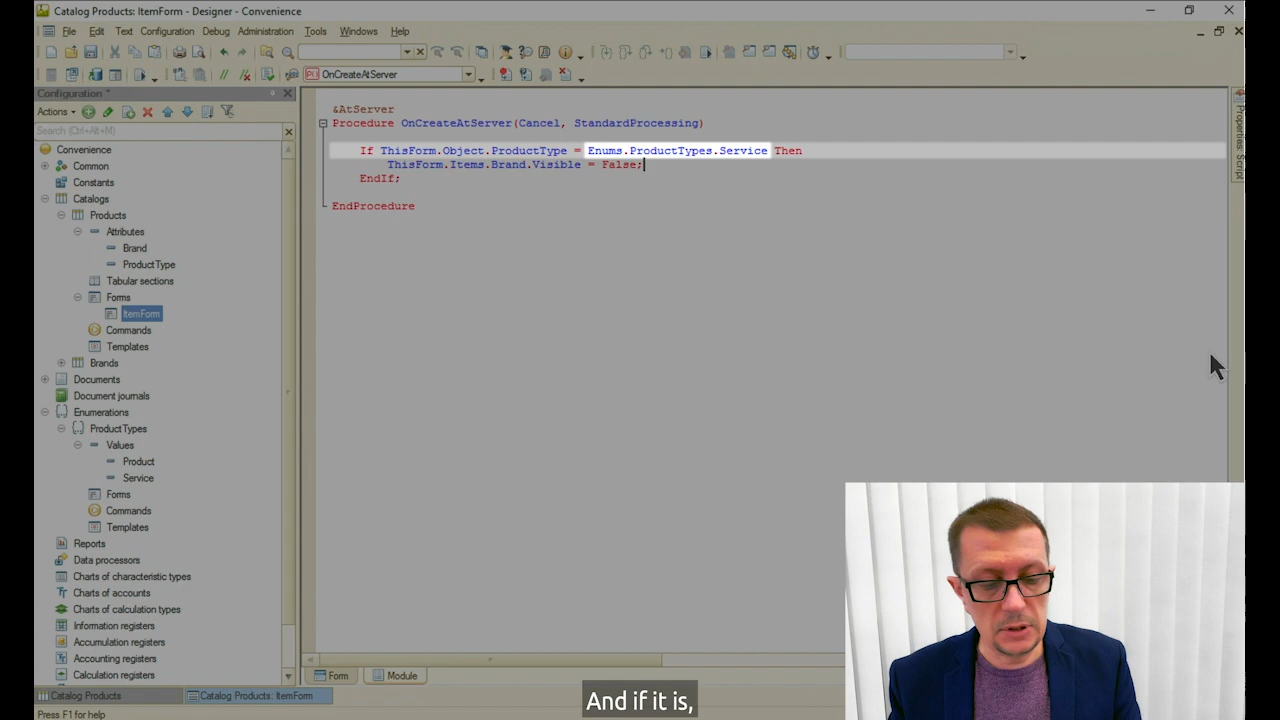 Catalog Products: ItemForm - Designer - Convenience
File Edit Text Configuration Debug Administration Tools Windows Help
OnCreateAtServer
Configuration *
Actions
Search (Ctrl+Alt+M)
Convenience
Common
Constants
Catalogs
Products
Attributes
Brand
ProductType
Tabular sections
Forms
ItemForm
Commands
Templates
Brands
Documents
Document journals
Enumerations
ProductTypes
Values
Product
Service
Forms
Commands
Templates
Reports
Data processors
Charts of characteristic types
Charts of accounts
Charts of calculation types
Information registers
Accumulation registers
Accounting registers
Calculation registers
&AtServer
Procedure OnCreateAtServer(Cancel, StandardProcessing)
If ThisForm.Object.ProductType = Enums.ProductTypes.Service Then
ThisForm.Items.Brand.Visible = False;
EndIf;
EndProcedure
Properties: Script
Form Module
Catalog Products Catalog Products: ItemForm
Press F1 for help
And if it is,